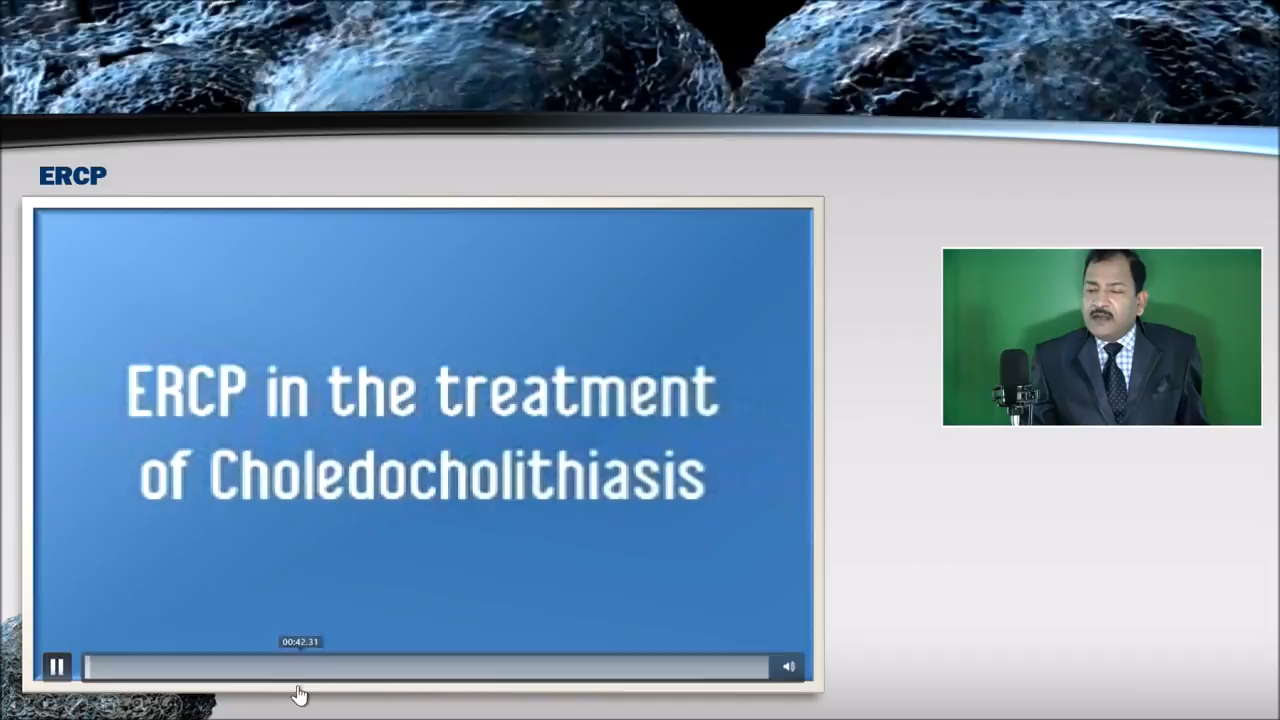 ERCP
ERCP in the treatment
of Choledocholithiasis
00:42.31